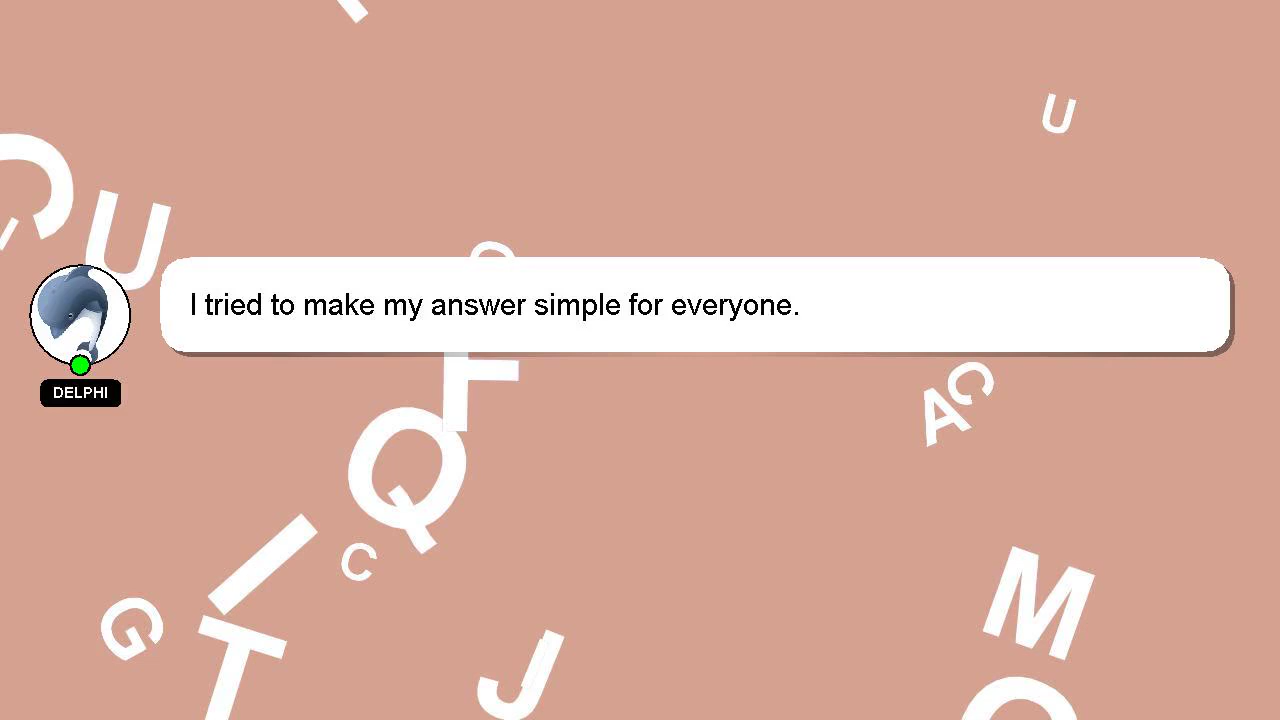 I tried to make my answer simple for everyone.
DELPHI
U
U
C
A
Q
I
C
G
T
J
M